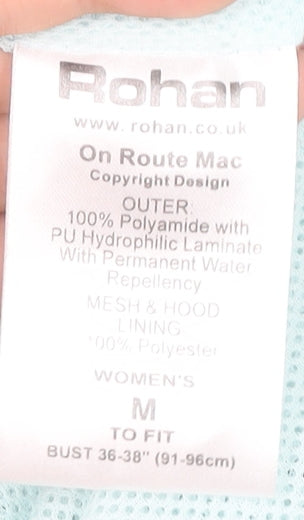 Rohan
www.rohan.co.uk
On Route Mac
Copyright Design
OUTER:
100% Polyamide with
PU Hydrophilic Laminate
With Permanent Water
Repellency
MESH & HOOD
LINING
100% Polyester
WOMEN'S
M
TO FIT
BUST 36-38" (91-96cm)